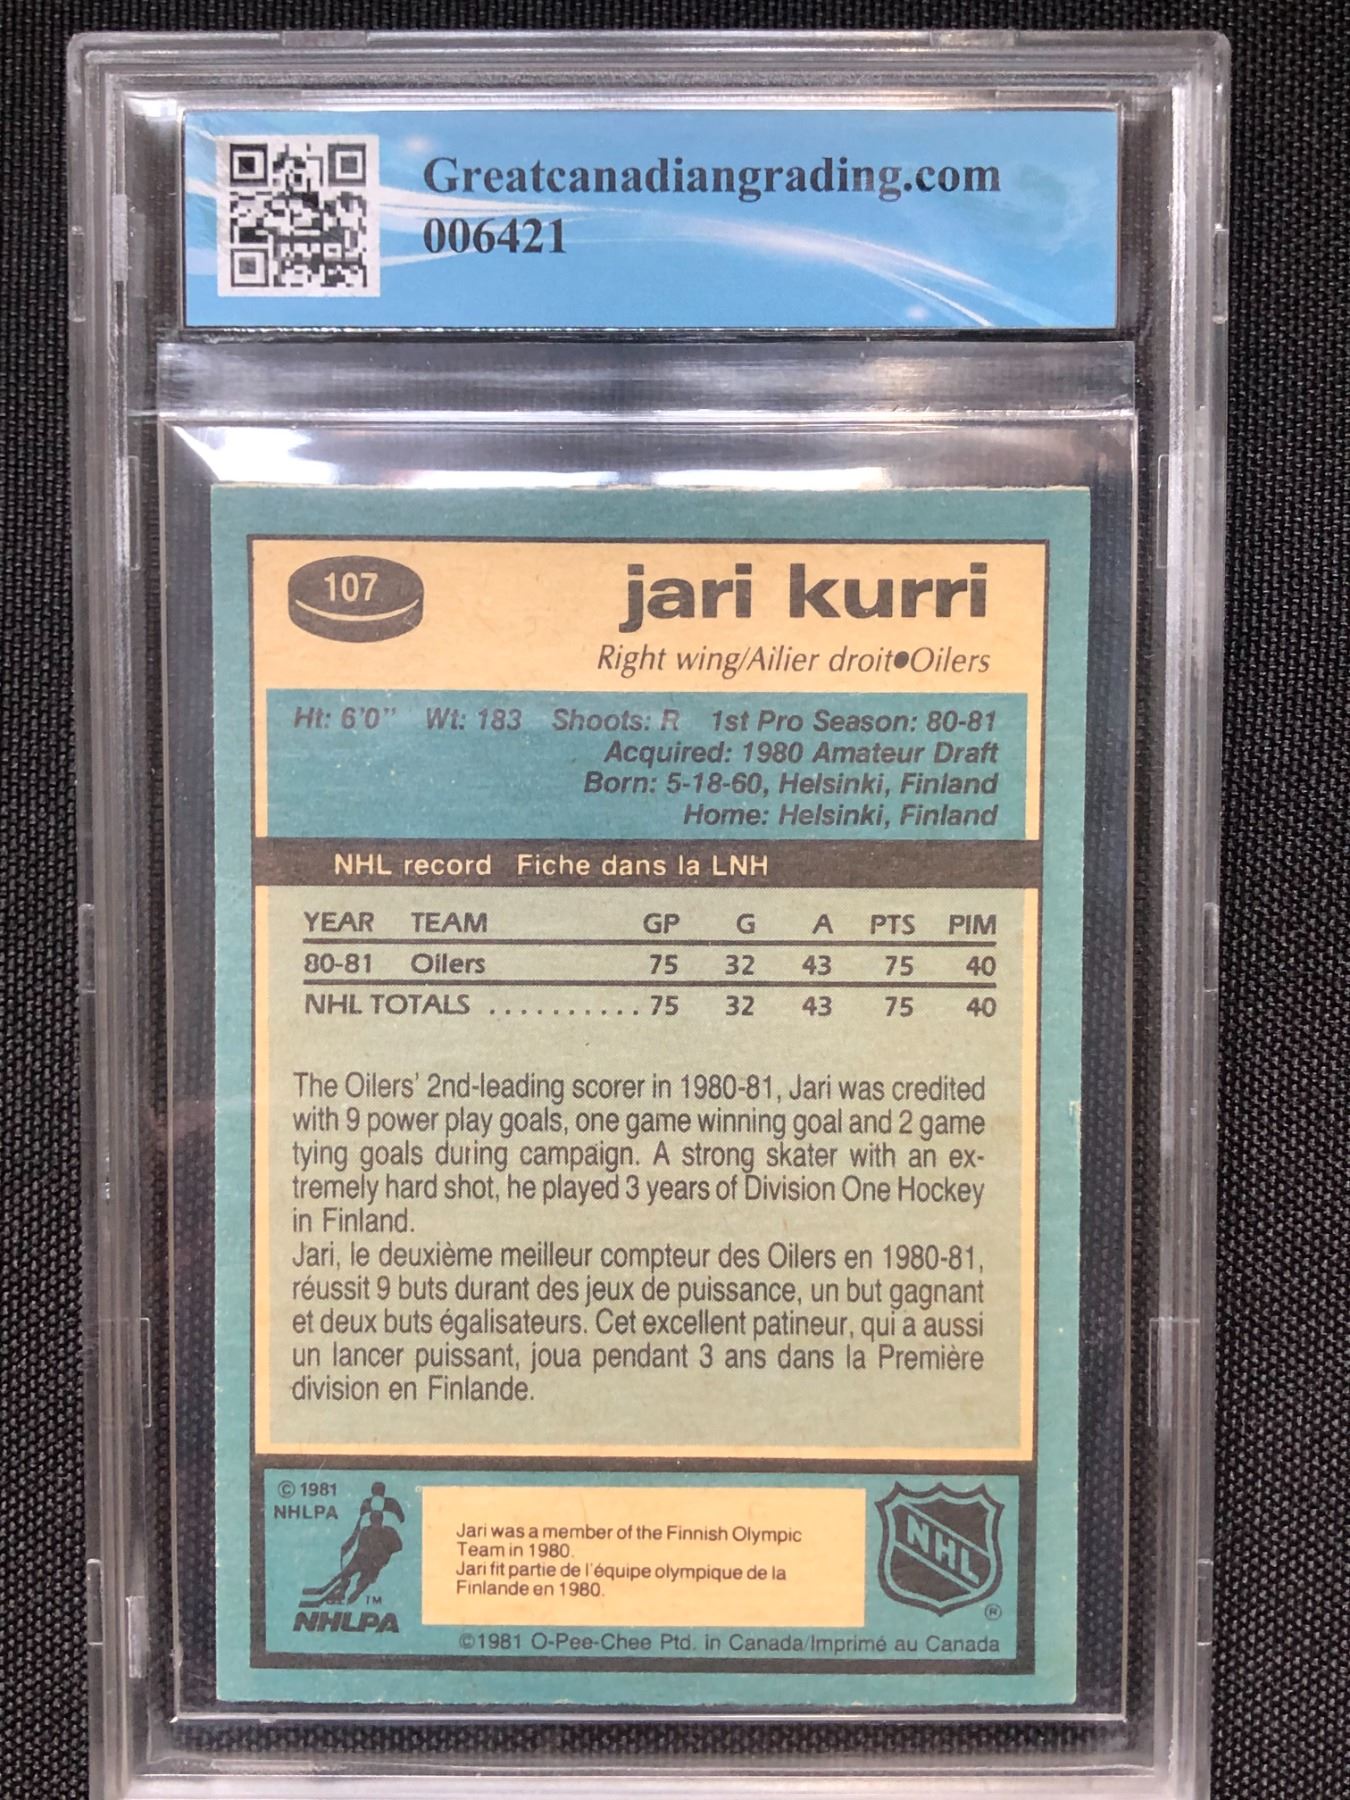 Greatcanadiangrading.com
006421
107
jari kurri
Right wing/Ailier droit●Oilers
Ht: 6'0" Wt: 183 Shoots: R 1st Pro Season: 80-81
Acquired: 1980 Amateur Draft
Born: 5-18-60, Helsinki, Finland
Home: Helsinki, Finland
NHL record Fiche dans la LNH
YEAR TEAM GP G A PTS PIM
80-81 Oilers 75 32 43 75 40
NHL TOTALS .......... 75 32 43 75 40
The Oilers' 2nd-leading scorer in 1980-81, Jari was credited
with 9 power play goals, one game winning goal and 2 game
tying goals during campaign. A strong skater with an ex-
tremely hard shot, he played 3 years of Division One Hockey
in Finland.
Jari, le deuxième meilleur compteur des Oilers en 1980-81,
réussit 9 buts durant des jeux de puissance, un but gagnant
et deux buts égalisateurs. Cet excellent patineur, qui a aussi
un lancer puissant, joua pendant 3 ans dans la Première
division en Finlande.
© 1981
NHLPA
TM
NHLPA
Jari was a member of the Finnish Olympic
Team in 1980.
Jari fit partie de l'équipe olympique de la
Finlande en 1980.
NHL
®
©1981 O-Pee-Chee Ptd. in Canada/Imprimé au Canada